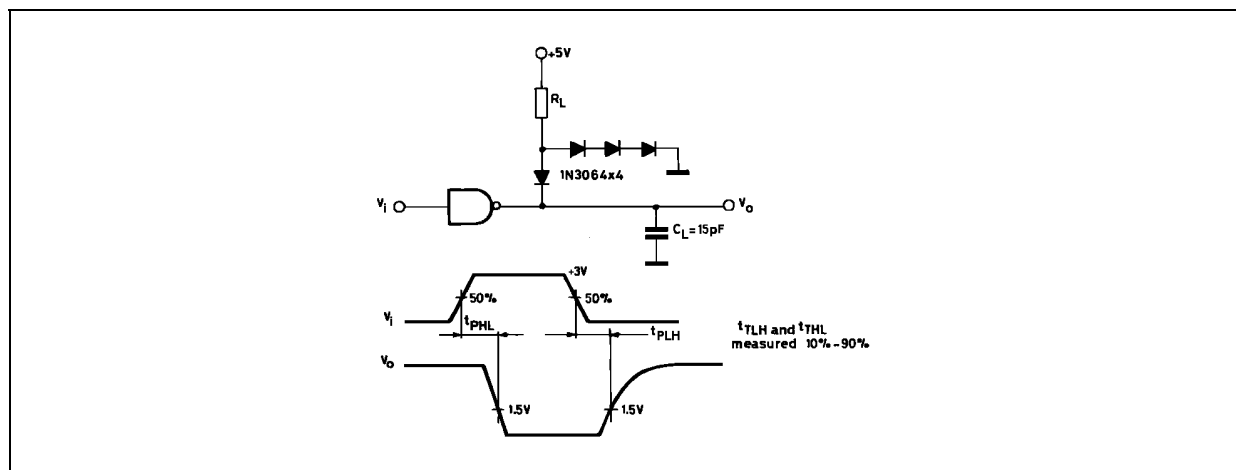 +5V
R_L
1N3064x4
V_i
V_o
C_L=15pF
+3V
50%
50%
V_i
t_PHL
t_PLH
t_TLH and t_THL
measured 10%-90%
V_o
1.5V
1.5V